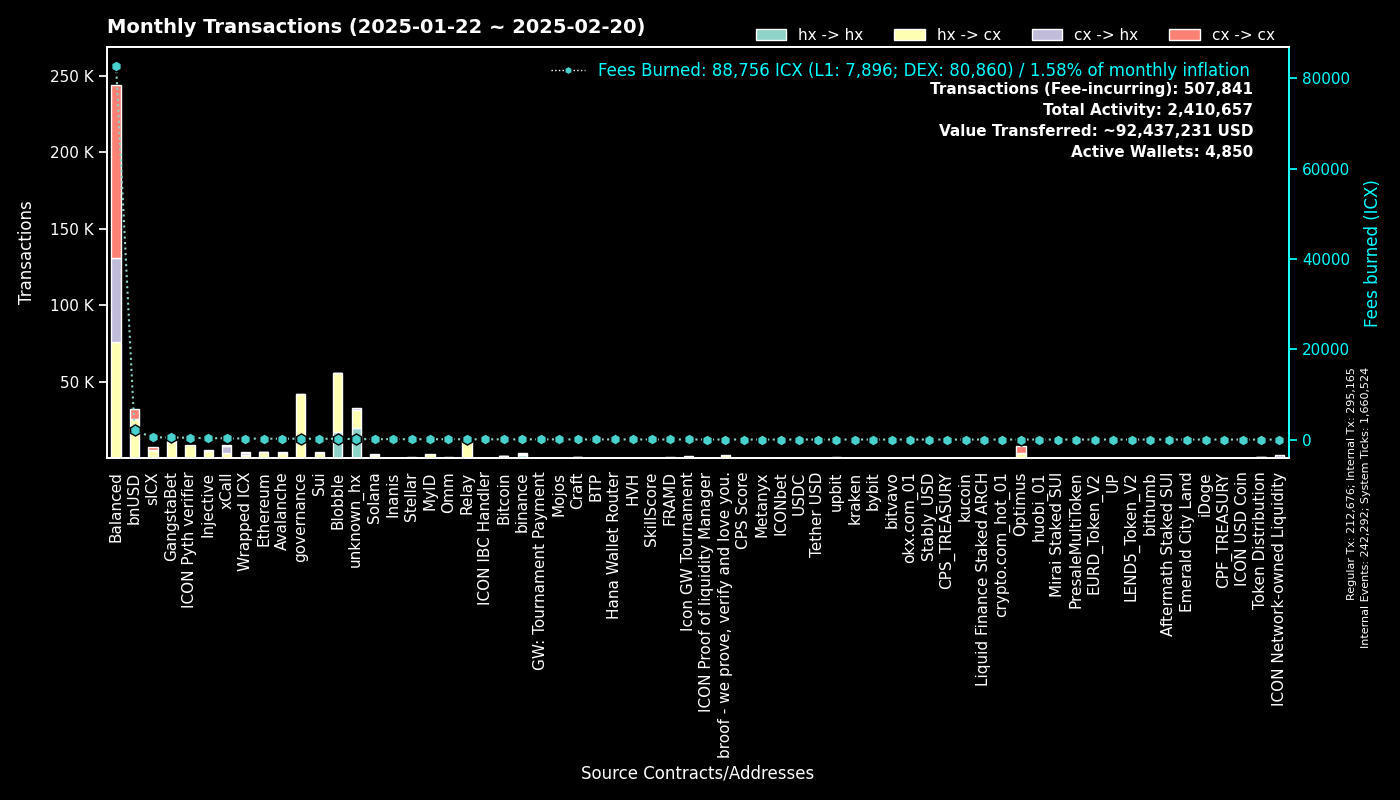 Monthly Transactions (2025-01-22 ~ 2025-02-20)
hx -> hx
hx -> cx
cx -> hx
cx -> cx
Fees Burned: 88,756 ICX (L1: 7,896; DEX: 80,860) / 1.58% of monthly inflation
Transactions (Fee-incurring): 507,841
Total Activity: 2,410,657
Value Transferred: ~92,437,231 USD
Active Wallets: 4,850
Transactions
250 K
200 K
150 K
100 K
50 K
80000
60000
40000
20000
0
Fees burned (ICX)
Regular Tx: 212,676; Internal Tx: 295,165
Internal Events: 242,292; System Ticks: 1,660,524
Balanced
bnUSD
sICX
GangstaBet
ICON Pyth verifier
Injective
xCall
Wrapped ICX
Ethereum
Avalanche
governance
Sui
Blobble
unknown_hx
Solana
Inanis
Stellar
MyID
Omm
Relay
ICON IBC Handler
Bitcoin
binance
GW: Tournament Payment
Mojos
Craft
BTP
Hana Wallet Router
HVH
SkillScore
FRAMD
Icon GW Tournament
ICON Proof of liquidity Manager
broof - we prove, verify and love you.
CPS Score
Metanyx
ICONbet
USDC
Tether USD
upbit
kraken
bybit
bitvavo
okx.com_01
Stably_USD
CPS_TREASURY
kucoin
Liquid Finance Staked ARCH
crypto.com_hot_01
Optimus
huobi_01
Mirai Staked SUI
PresaleMultiToken
EURD_Token_V2
UP
LEND5_Token_V2
bithumb
Aftermath Staked SUI
Emerald City Land
iDoge
CPF_TREASURY
ICON USD Coin
Token Distribution
ICON Network-owned Liquidity
Source Contracts/Addresses